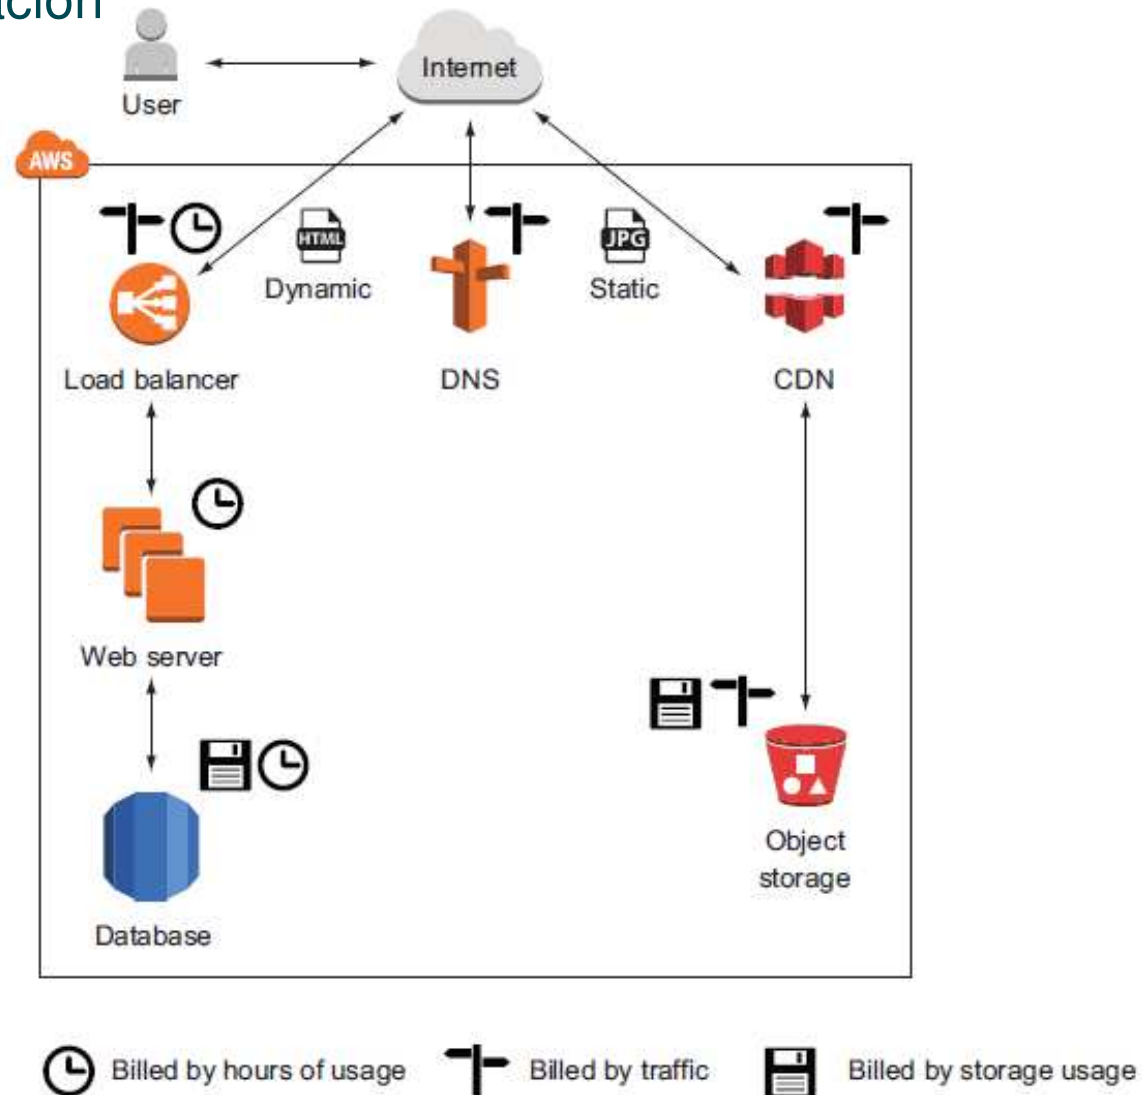 Internet
User
AWS
HTML
JPG
Dynamic
Static
Load balancer
DNS
CDN
Web server
Object
storage
Database
Billed by hours of usage
Billed by traffic
Billed by storage usage